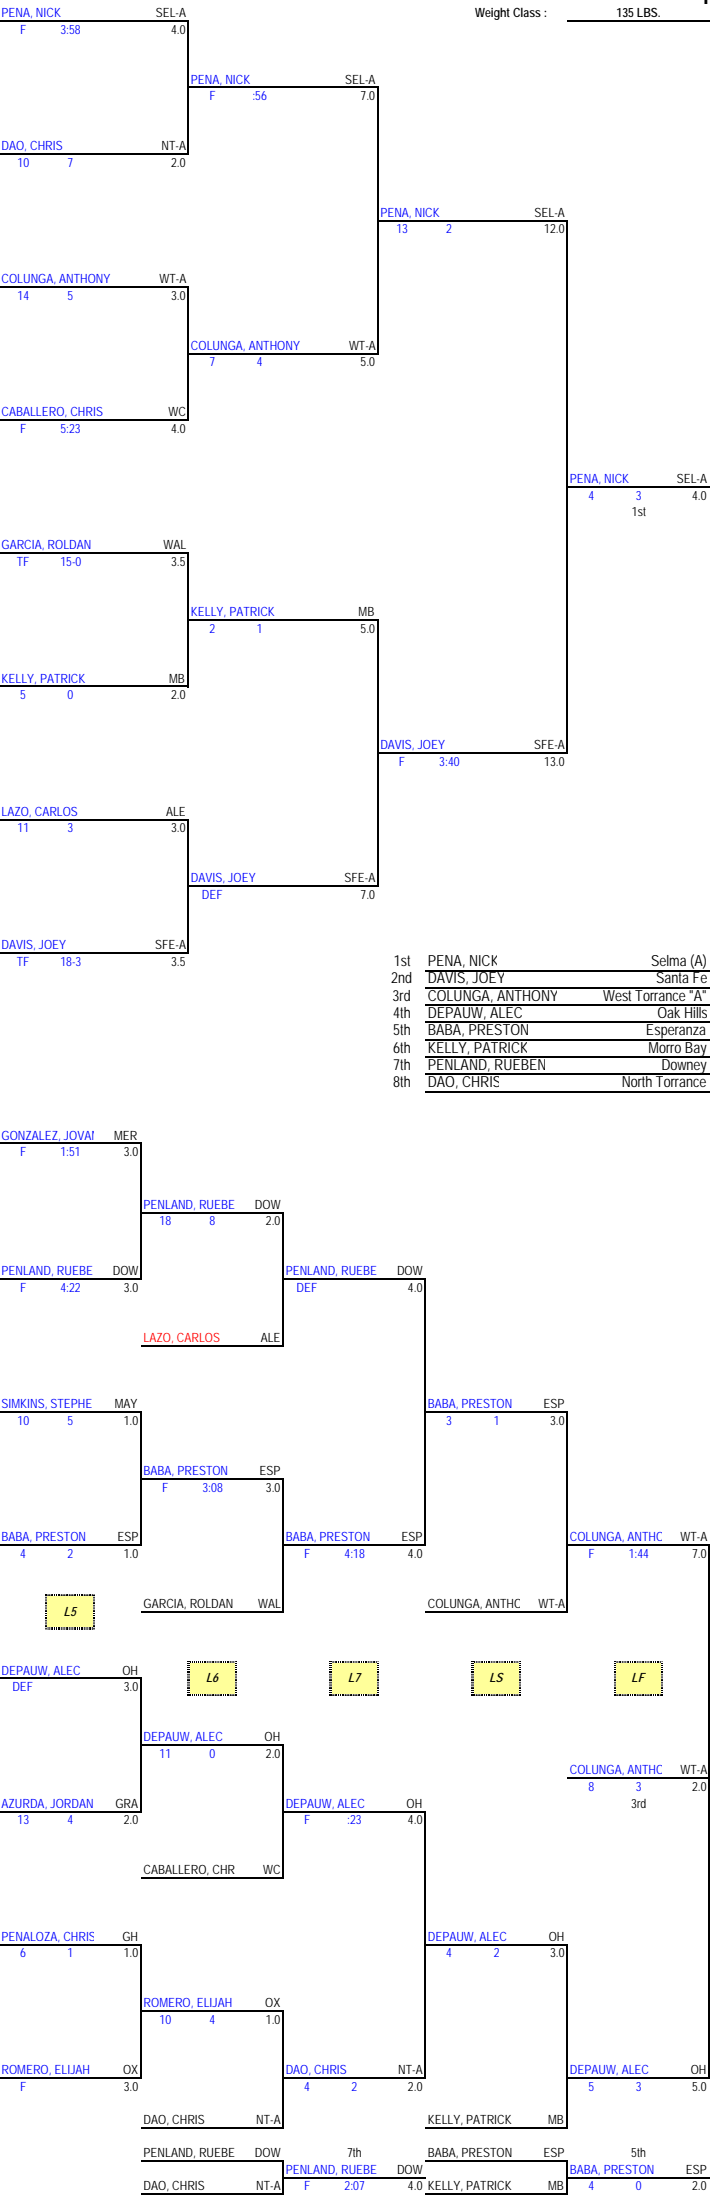 Weight Class : 135 LBS.
PENA, NICK SEL-A
F 3:58 4.0
PENA, NICK SEL-A
F :56 7.0
DAO, CHRIS NT-A
10 7 2.0
PENA, NICK SEL-A
13 2 12.0
COLUNGA, ANTHONY WT-A
14 5 3.0
COLUNGA, ANTHONY WT-A
7 4 5.0
CABALLERO, CHRIS WC
F 5:23 4.0
PENA, NICK SEL-A
4 3 4.0
1st
GARCIA, ROLDAN WAL
TF 15-0 3.5
KELLY, PATRICK MB
2 1 5.0
KELLY, PATRICK MB
5 0 2.0
DAVIS, JOEY SFE-A
F 3:40 13.0
LAZO, CARLOS ALE
11 3 3.0
DAVIS, JOEY SFE-A
DEF 7.0
DAVIS, JOEY SFE-A
TF 18-3 3.5
1st PENA, NICK Selma (A)
2nd DAVIS, JOEY Santa Fe
3rd COLUNGA, ANTHONY West Torrance "A"
4th DEPAUW, ALEC Oak Hills
5th BABA, PRESTON Esperanza
6th KELLY, PATRICK Morro Bay
7th PENLAND, RUEBEN Downey
8th DAO, CHRIS North Torrance
GONZALEZ, JOVAN MER
F 1:51 3.0
PENLAND, RUEBE DOW
18 8 2.0
PENLAND, RUEBE DOW
F 4:22 3.0
PENLAND, RUEBE DOW
DEF 4.0
LAZO, CARLOS ALE
SIMKINS, STEPHE MAY
10 5 1.0
BABA, PRESTON ESP
3 1 3.0
BABA, PRESTON ESP
F 3:08 3.0
BABA, PRESTON ESP
4 2 1.0
BABA, PRESTON ESP
F 4:18 4.0
COLUNGA, ANTHC WT-A
F 1:44 7.0
GARCIA, ROLDAN WAL
COLUNGA, ANTHC WT-A
L5
DEPAUW, ALEC OH
DEF 3.0
L6 L7 LS LF
DEPAUW, ALEC OH
11 0 2.0
COLUNGA, ANTHC WT-A
8 3 2.0
3rd
AZURDA, JORDAN GRA
13 4 2.0
DEPAUW, ALEC OH
F :23 4.0
CABALLERO, CHR WC
PENALOZA, CHRIS GH
6 1 1.0
DEPAUW, ALEC OH
4 2 3.0
ROMERO, ELIJAH OX
10 4 1.0
ROMERO, ELIJAH OX
F 3.0
DAO, CHRIS NT-A
4 2 2.0
DEPAUW, ALEC OH
5 3 5.0
DAO, CHRIS NT-A
KELLY, PATRICK MB
PENLAND, RUEBE DOW 7th BABA, PRESTON ESP 5th
PENLAND, RUEBE DOW BABA, PRESTON ESP
DAO, CHRIS NT-A F 2:07 4.0 KELLY, PATRICK MB 4 0 2.0